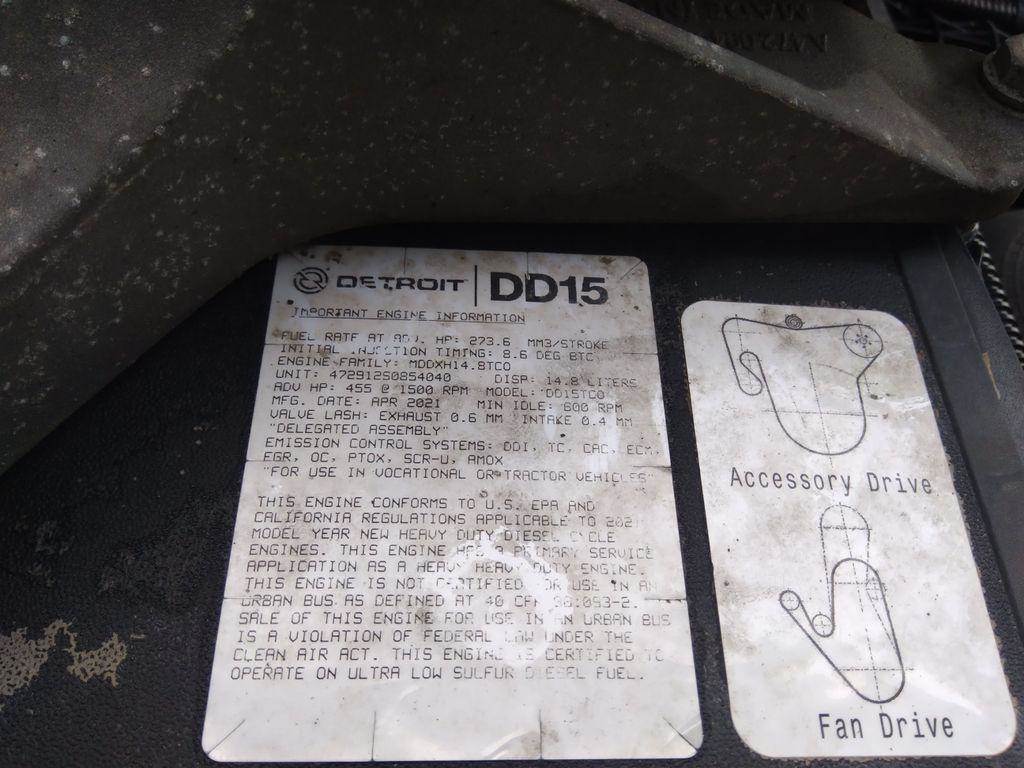 DETROIT DD15
IMPORTANT ENGINE INFORMATION
FUEL RATE AT ADV. HP: 273.6 MM3/STROKE
INITIAL INJECTION TIMING: 8.6 DEG BTC
ENGINE FAMILY: MDDXH14.8TCO
UNIT: 472912S0854040 DISP: 14.8 LITERS
ADV HP: 455 @ 1500 RPM MODEL: DD15TCO
MFG. DATE: APR 2021 MIN IDLE: 600 RPM
VALVE LASH: EXHAUST 0.6 MM INTAKE 0.4 MM
"DELEGATED ASSEMBLY"
EMISSION CONTROL SYSTEMS: DDI, TC, CAC, ECM,
EGR, OC, PTOX, SCR-U, AMOX
"FOR USE IN VOCATIONAL OR TRACTOR VEHICLES"
THIS ENGINE CONFORMS TO U.S. EPA AND
CALIFORNIA REGULATIONS APPLICABLE TO 2021
MODEL YEAR NEW HEAVY DUTY DIESEL CYCLE
ENGINES. THIS ENGINE HAS A PRIMARY SERVICE
APPLICATION AS A HEAVY HEAVY DUTY ENGINE.
THIS ENGINE IS NOT CERTIFIED FOR USE IN AN
URBAN BUS AS DEFINED AT 40 CFR
SALE OF THIS ENGINE FOR USE IN AN URBAN BUS
IS A VIOLATION OF FEDERAL LAW UNDER THE
CLEAN AIR ACT. THIS ENGINE IS CERTIFIED TO
OPERATE ON ULTRA LOW SULFUR DIESEL FUEL.
Accessory Drive
Fan Drive